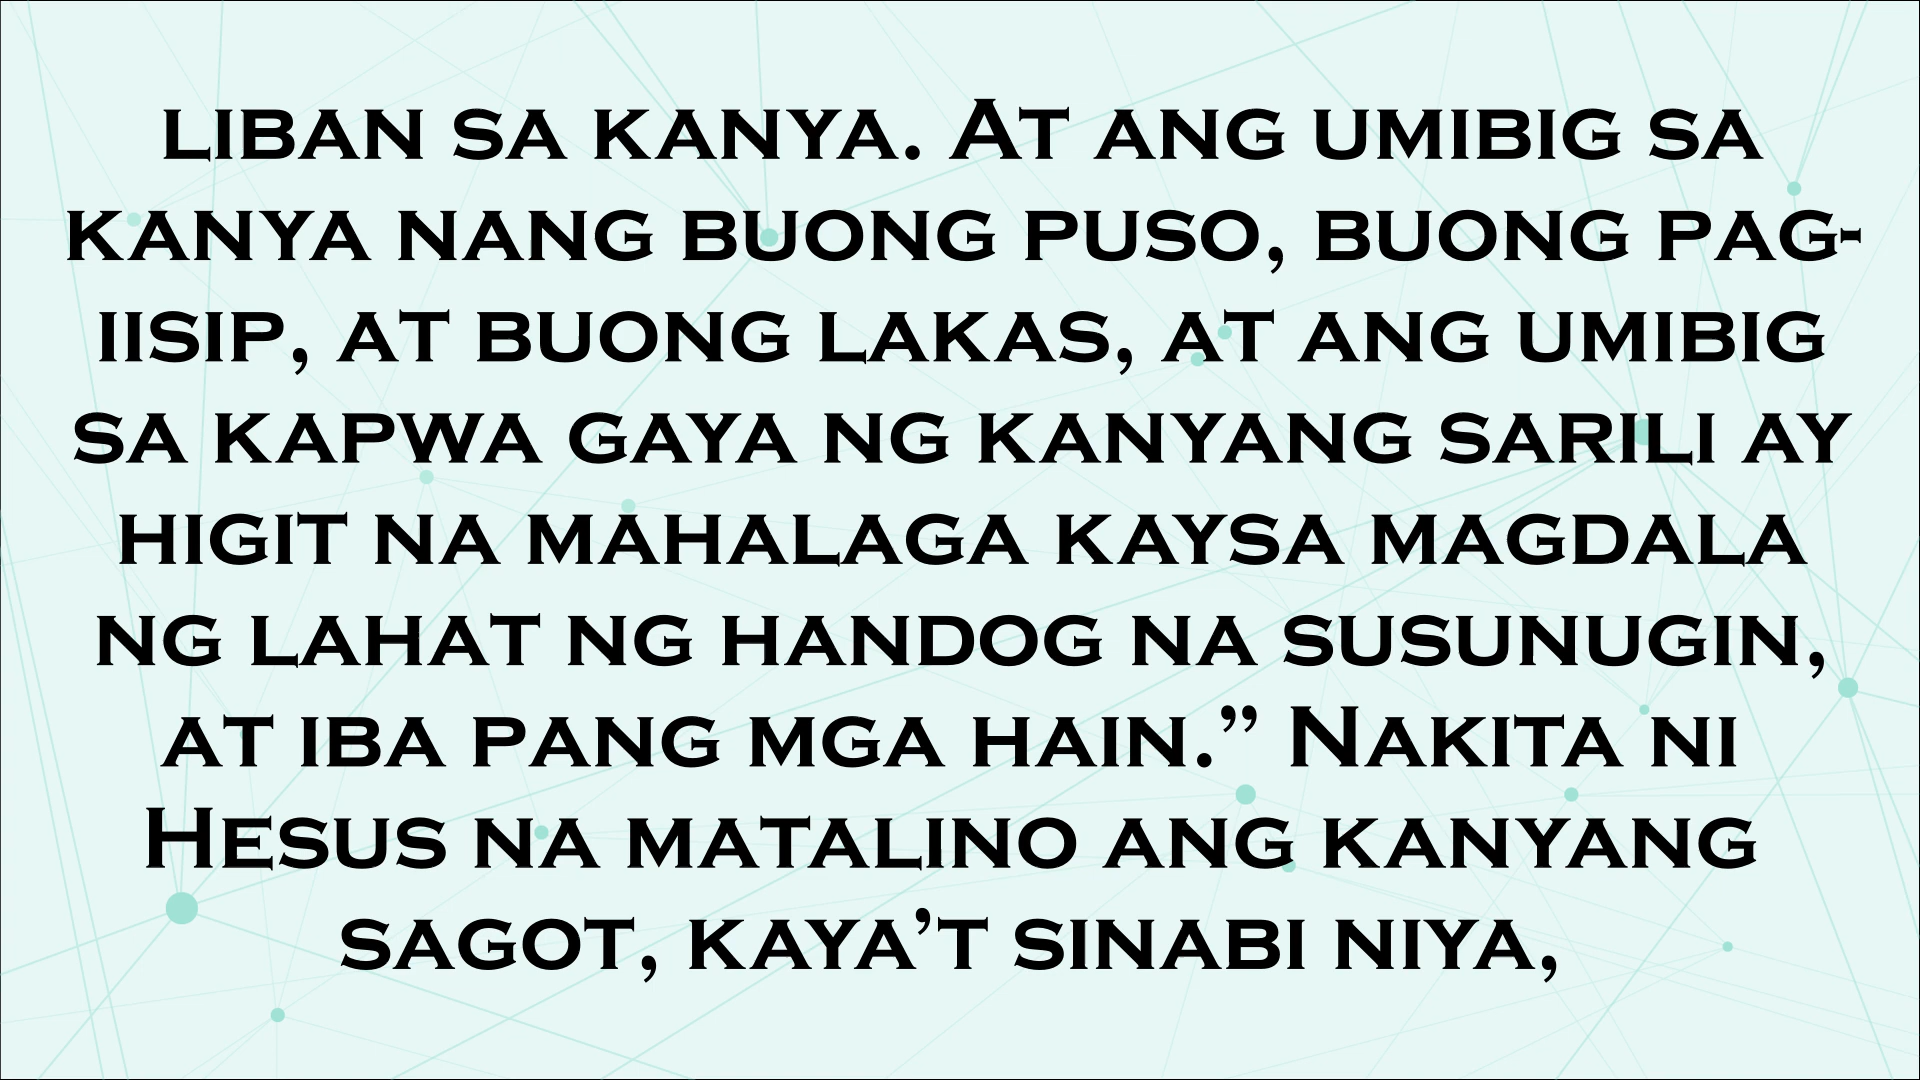 liban sa kanya. At ang umibig sa
kanya nang buong puso, buong pag-
iisip, at buong lakas, at ang umibig
sa kapwa gaya ng kanyang sarili ay
higit na mahalaga kaysa magdala
ng lahat ng handog na susunugin,
at iba pang mga hain.” Nakita ni
Hesus na matalino ang kanyang
sagot, kaya’t sinabi niya,